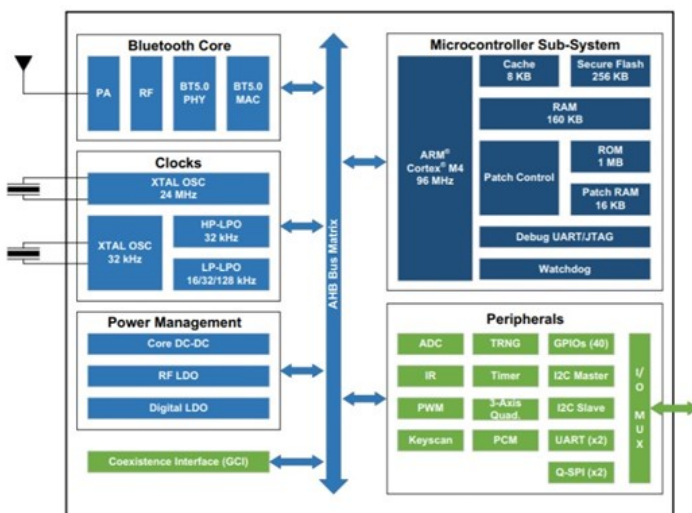 Bluetooth Core
PA
RF
BT5.0
PHY
BT5.0
MAC
Clocks
XTAL OSC
24 MHz
XTAL OSC
32 kHz
HP-LPO
32 kHz
LP-LPO
16/32/128 kHz
Power Management
Core DC-DC
RF LDO
Digital LDO
Coexistence Interface (GCI)
AHB Bus Matrix
Microcontroller Sub-System
ARM®
Cortex® M4
96 MHz
Cache
8 KB
Secure Flash
256 KB
RAM
160 KB
Patch Control
ROM
1 MB
Patch RAM
16 KB
Debug UART/JTAG
Watchdog
Peripherals
ADC
TRNG
GPIOs (40)
IR
Timer
I2C Master
PWM
3-Axis
Quad.
I2C Slave
Keyscan
PCM
UART (x2)
Q-SPI (x2)
I/O MUX